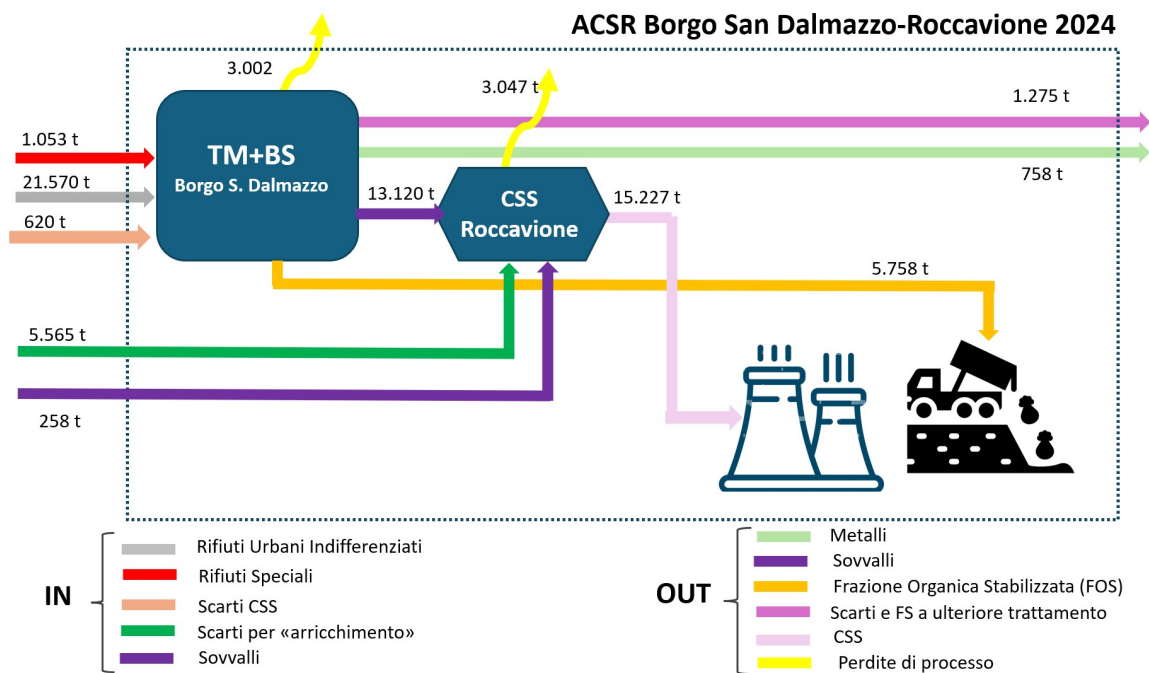 ACSR Borgo San Dalmazzo-Roccavione 2024
3.002
3.047 t
1.275 t
1.053 t
TM+BS
Borgo S. Dalmazzo
758 t
21.570 t
13.120 t
CSS
Roccavione
15.227 t
620 t
5.758 t
5.565 t
258 t
IN
Rifiuti Urbani Indifferenziati
Rifiuti Speciali
Scarti CSS
Scarti per «arricchimento»
Sovvalli
OUT
Metalli
Sovvalli
Frazione Organica Stabilizzata (FOS)
Scarti e FS a ulteriore trattamento
CSS
Perdite di processo